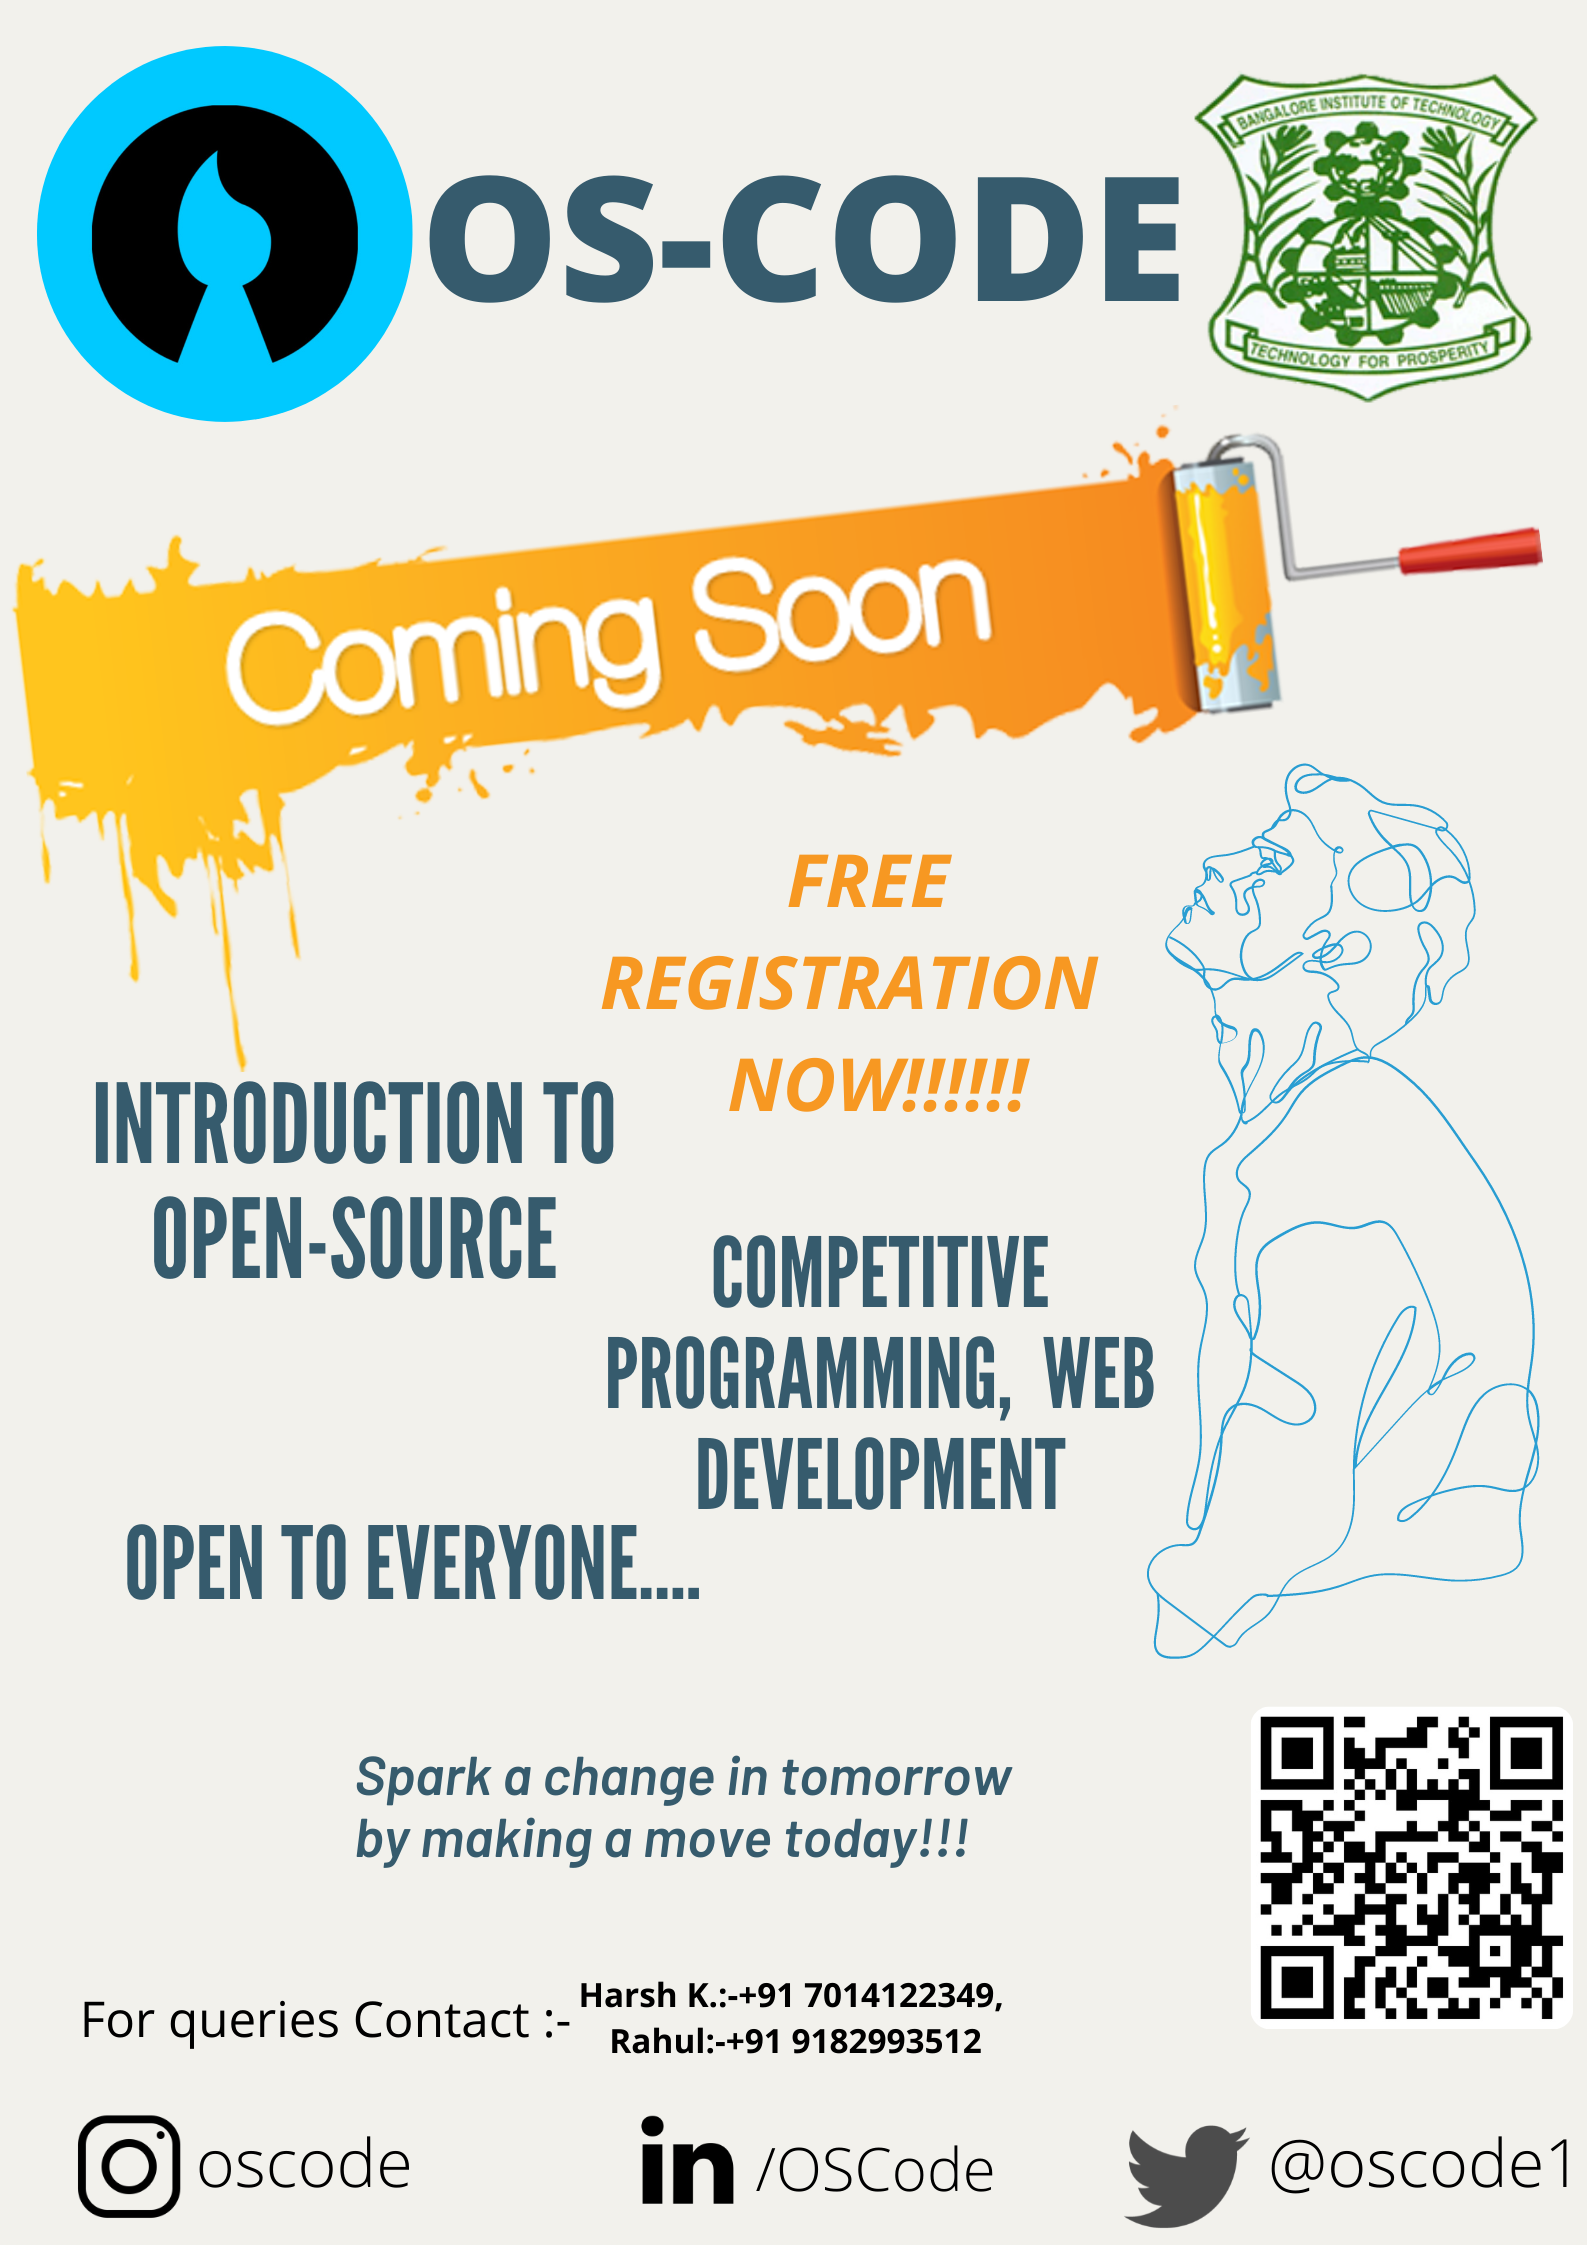 OS-CODE
BANGALORE INSTITUTE OF TECHNOLOGY
TECHNOLOGY FOR PROSPERITY
Coming Soon
FREE
REGISTRATION
NOW!!!!!!
INTRODUCTION TO
OPEN-SOURCE
COMPETITIVE
PROGRAMMING, WEB
DEVELOPMENT
OPEN TO EVERYONE....
Spark a change in tomorrow
by making a move today!!!
For queries Contact :-
Harsh K.:-+91 7014122349,
Rahul:-+91 9182993512
oscode
in /OSCode
@oscode1